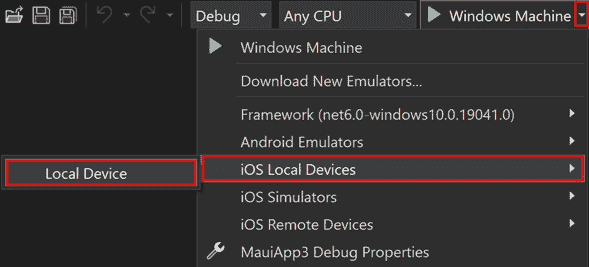 Debug Any CPU Windows Machine
Windows Machine
Download New Emulators...
Framework (net6.0-windows10.0.19041.0)
Android Emulators
Local Device iOS Local Devices
iOS Simulators
iOS Remote Devices
MauiApp3 Debug Properties